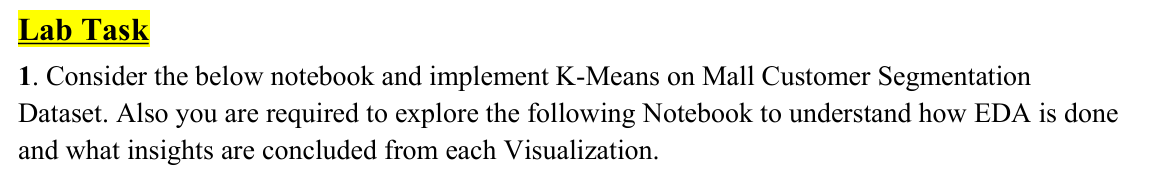 Lab Task
1. Consider the below notebook and implement K-Means on Mall Customer Segmentation
Dataset. Also you are required to explore the following Notebook to understand how EDA is done
and what insights are concluded from each Visualization.